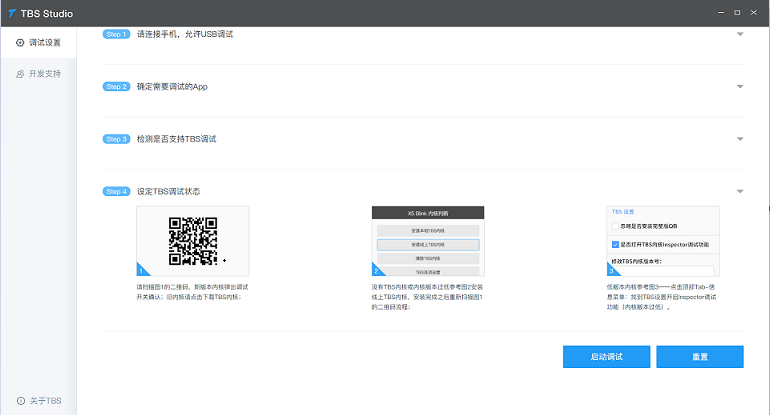 TBS Studio
调试设置
开发支持
Step 1 请连接手机，允许USB调试
Step 2 确定需要调试的App
Step 3 检测是否支持TBS调试
Step 4 设定TBS调试状态
1
请扫描图1的二维码，新版本内核弹出调试
开关确认；旧内核请点击下载TBS内核；
X5 Blink 内核判断
安装本地TBS内核
安装线上TBS内核
清除TBS内核
TBS选项设置
2
没有TBS内核或内核版本过低参考图2安装
线上TBS内核，安装完成之后重新扫描图1
的二维码流程；
TBS 设置
忽略是否安装完整版QB
是否打开TBS内核Inspector调试功能
修改TBS内核版本号：
3
低版本内核参考图3——点击顶部Tab-信
息菜单：找到TBS设置开启Inspector调试
功能（内核版本过低）。
启动调试
重置
关于TBS